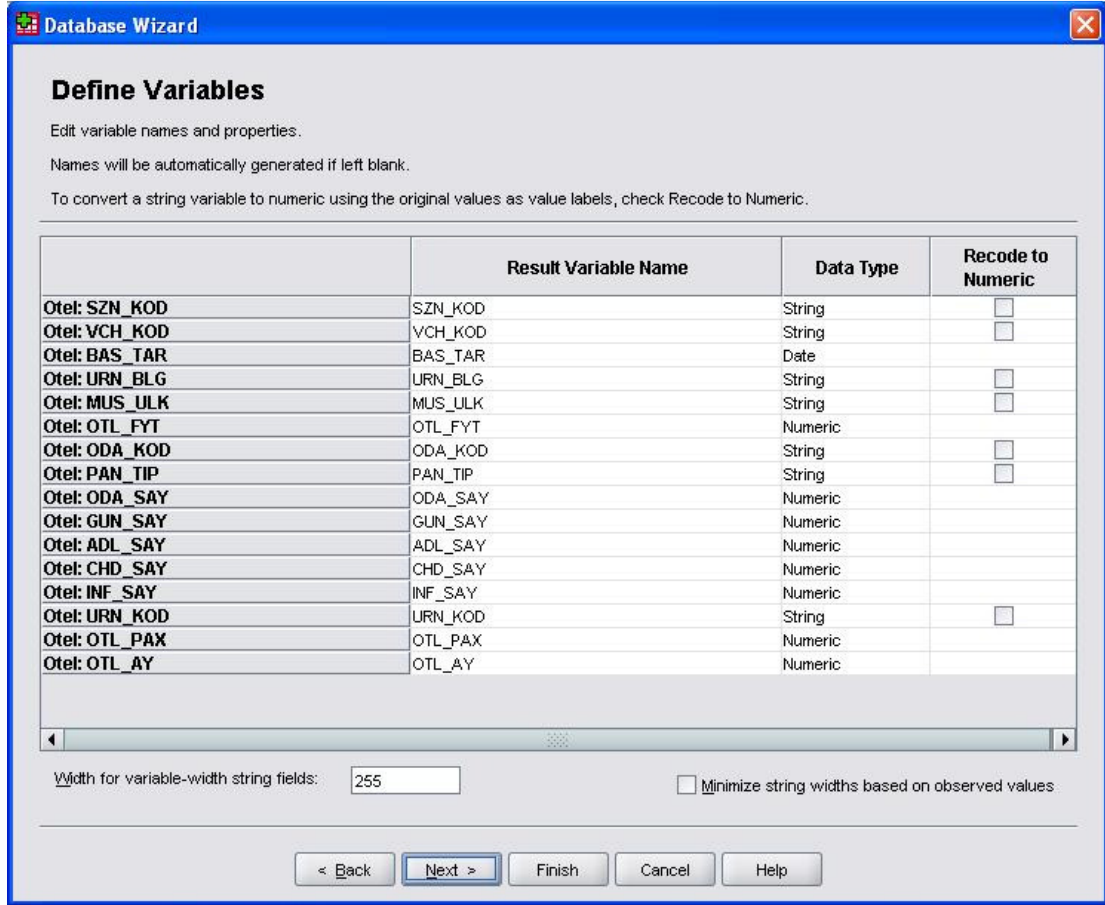 Database Wizard
Define Variables
Edit variable names and properties.
Names will be automatically generated if left blank.
To convert a string variable to numeric using the original values as value labels, check Recode to Numeric.
Result Variable Name Data Type Recode to Numeric
Otel: SZN_KOD SZN_KOD String
Otel: VCH_KOD VCH_KOD String
Otel: BAS_TAR BAS_TAR Date
Otel: URN_BLG URN_BLG String
Otel: MUS_ULK MUS_ULK String
Otel: OTL_FYT OTL_FYT Numeric
Otel: ODA_KOD ODA_KOD String
Otel: PAN_TIP PAN_TIP String
Otel: ODA_SAY ODA_SAY Numeric
Otel: GUN_SAY GUN_SAY Numeric
Otel: ADL_SAY ADL_SAY Numeric
Otel: CHD_SAY CHD_SAY Numeric
Otel: INF_SAY INF_SAY Numeric
Otel: URN_KOD URN_KOD String
Otel: OTL_PAX OTL_PAX Numeric
Otel: OTL_AY OTL_AY Numeric
Width for variable-width string fields: 255 Minimize string widths based on observed values
< Back Next > Finish Cancel Help